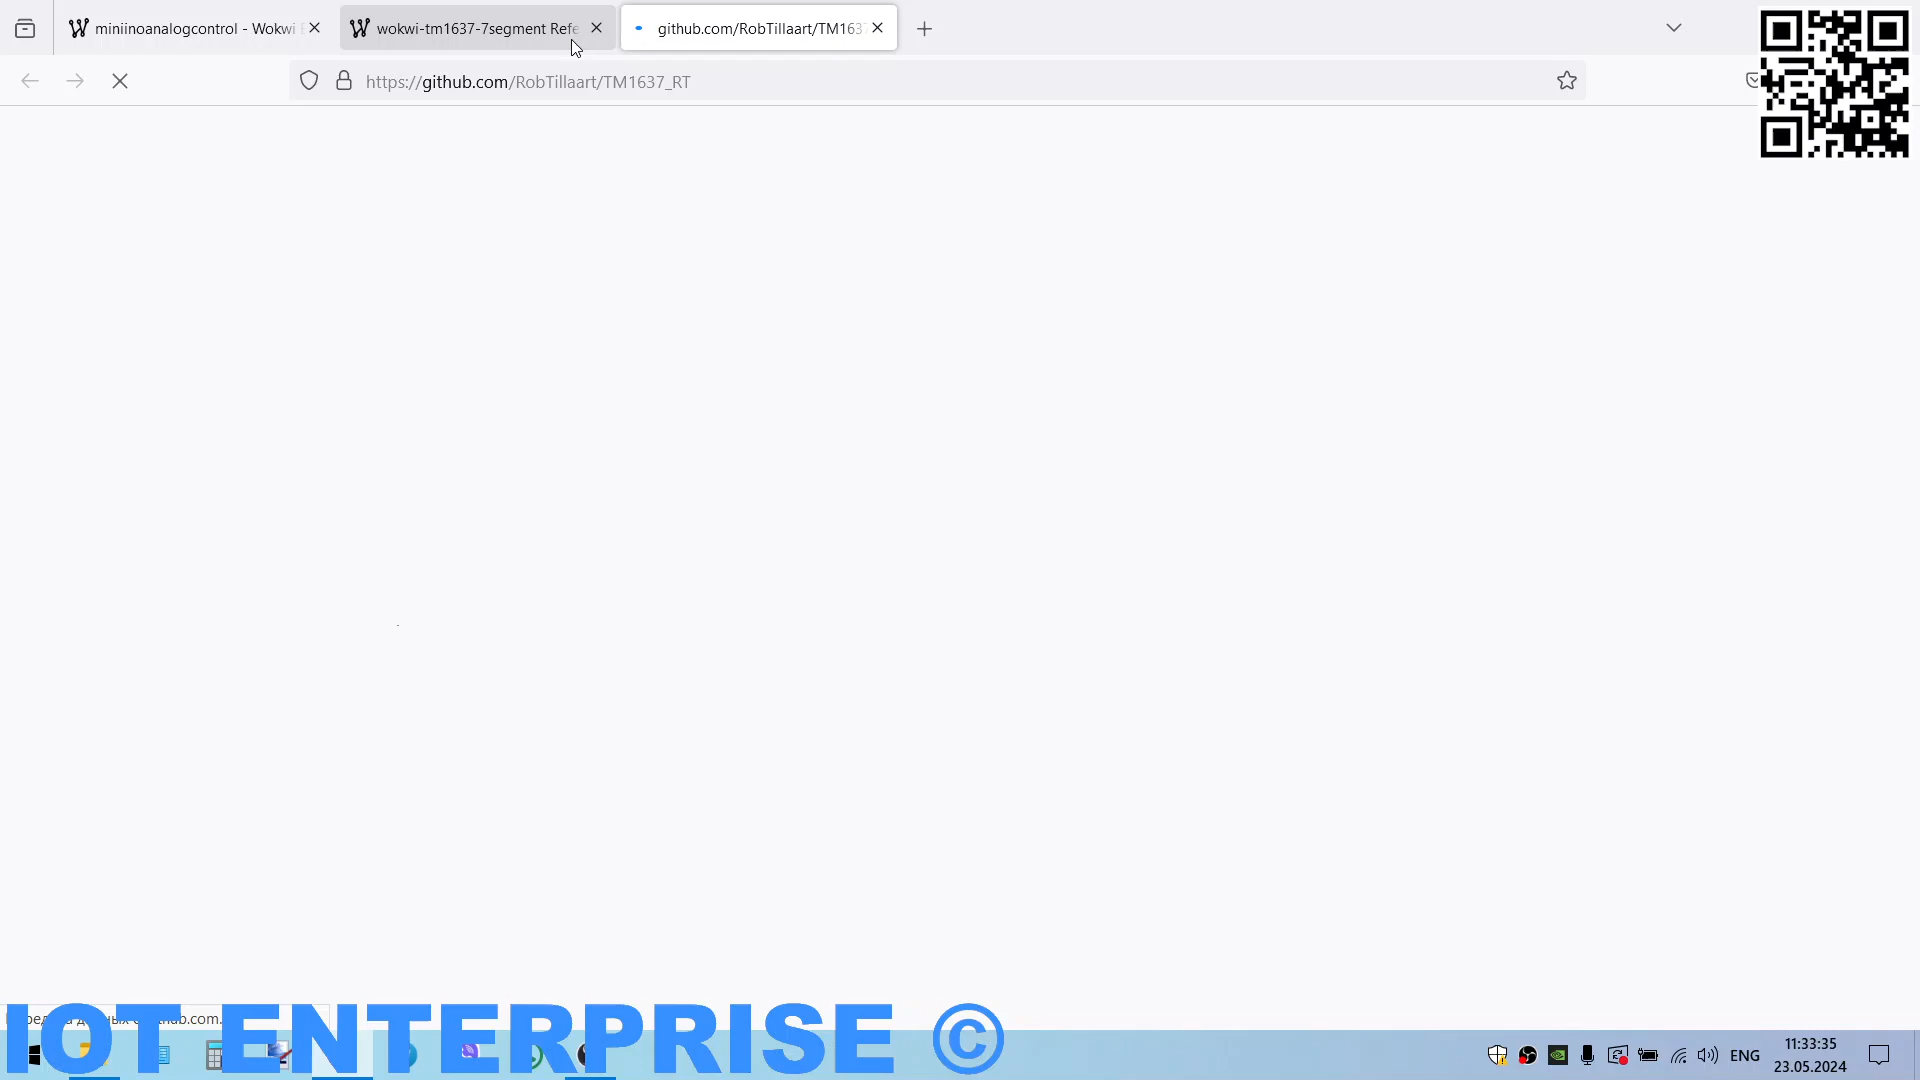 miniinoanalogcontrol - Wokwi
wokwi-tm1637-7segment Refe
github.com/RobTillaart/TM1637
https://github.com/RobTillaart/TM1637_RT
IOT ENTERPRISE ©
ENG
11:33:35
23.05.2024